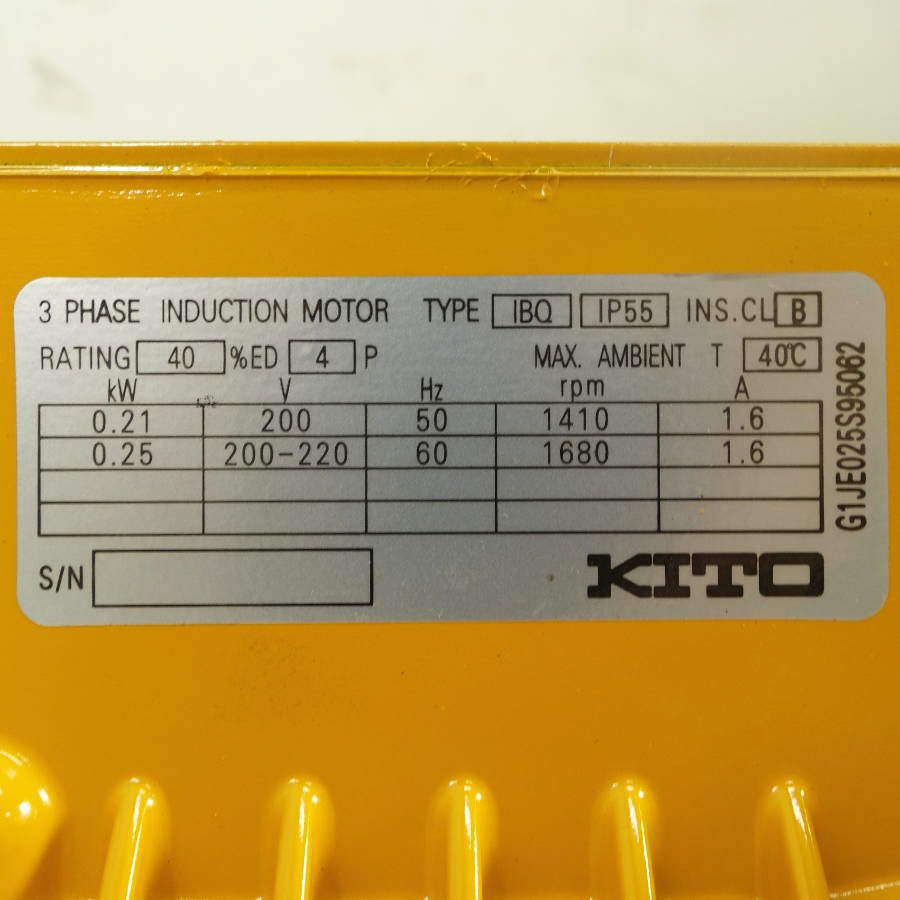 3 PHASE INDUCTION MOTOR TYPE IBQ IP55 INS.CL B
RATING 40 %ED 4 P MAX. AMBIENT T 40℃
kW V Hz rpm A
0.21 200 50 1410 1.6
0.25 200-220 60 1680 1.6
S/N
KITO
G1JE025S95062